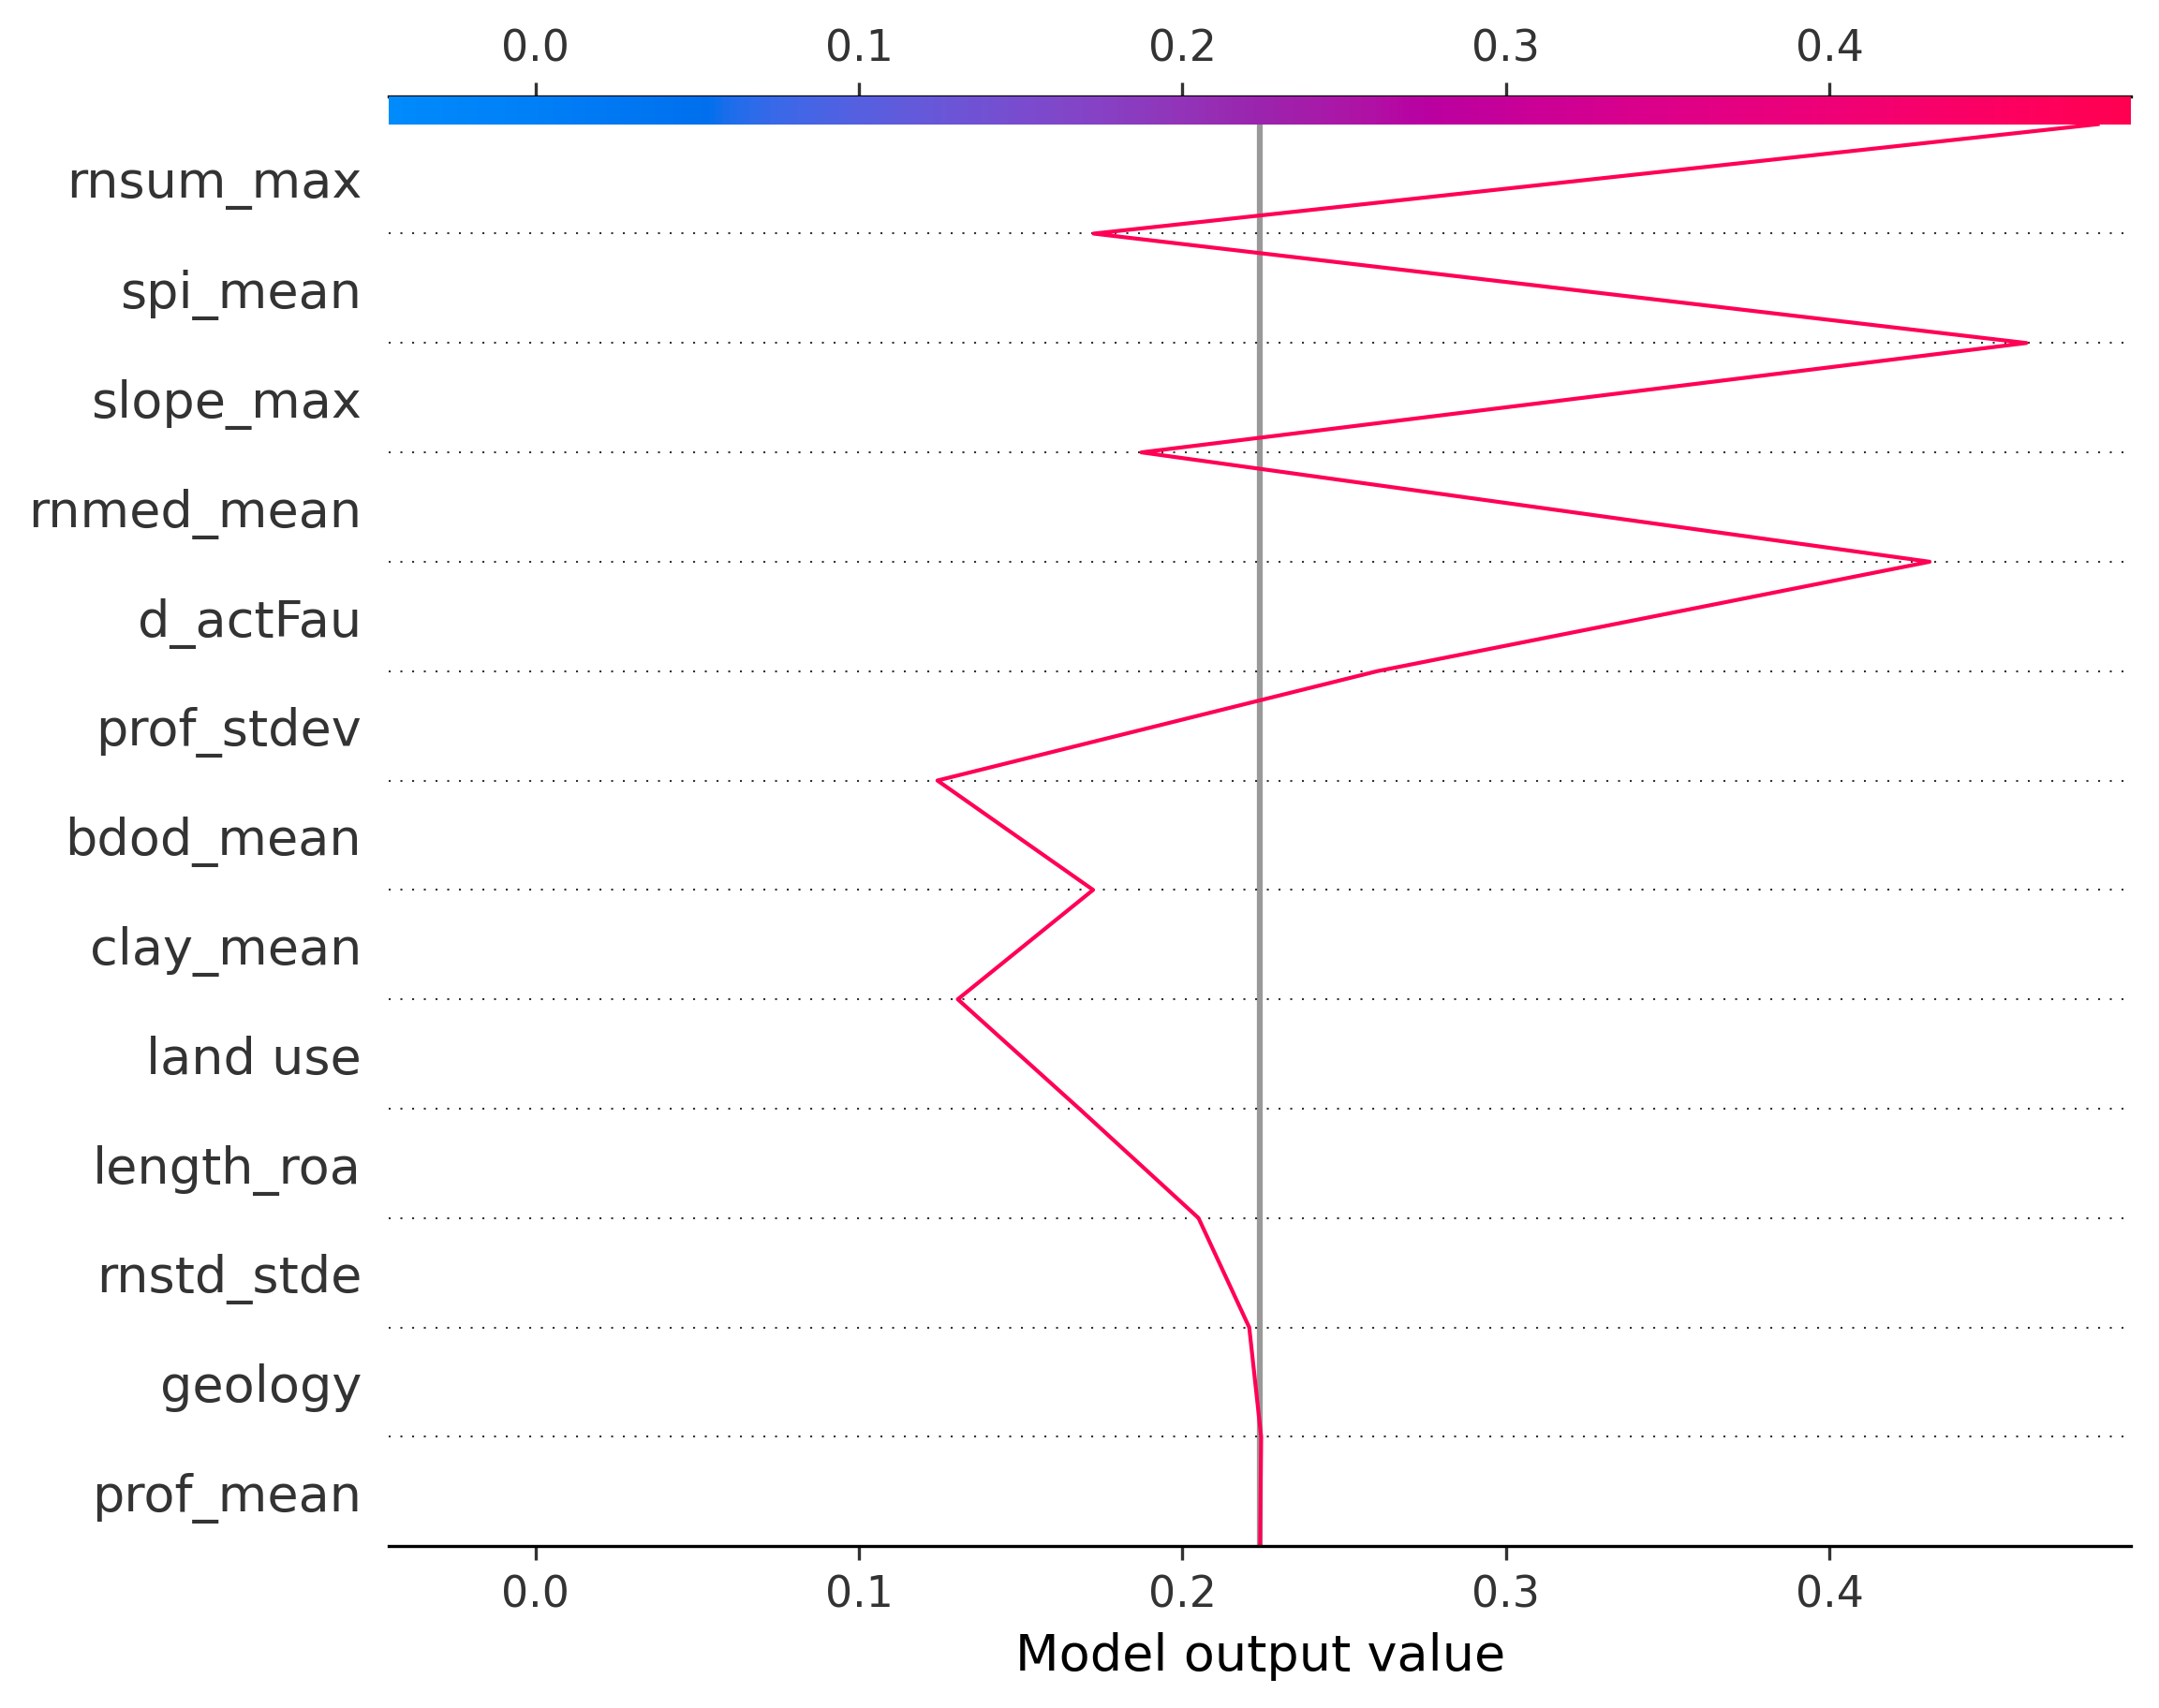 0.0 0.1 0.2 0.3 0.4
rnsum_max
spi_mean
slope_max
rnmed_mean
d_actFau
prof_stdev
bdod_mean
clay_mean
land use
length_roa
rnstd_stde
geology
prof_mean
0.0 0.1 0.2 0.3 0.4
Model output value